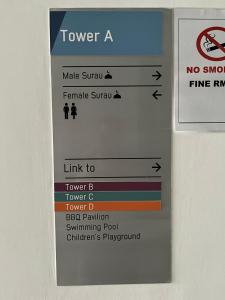 Tower A
Male Surau
Female Surau
Link to
Tower B
Tower C
Tower D
BBQ Pavilion
Swimming Pool
Children's Playground
NO SMO
FINE RM